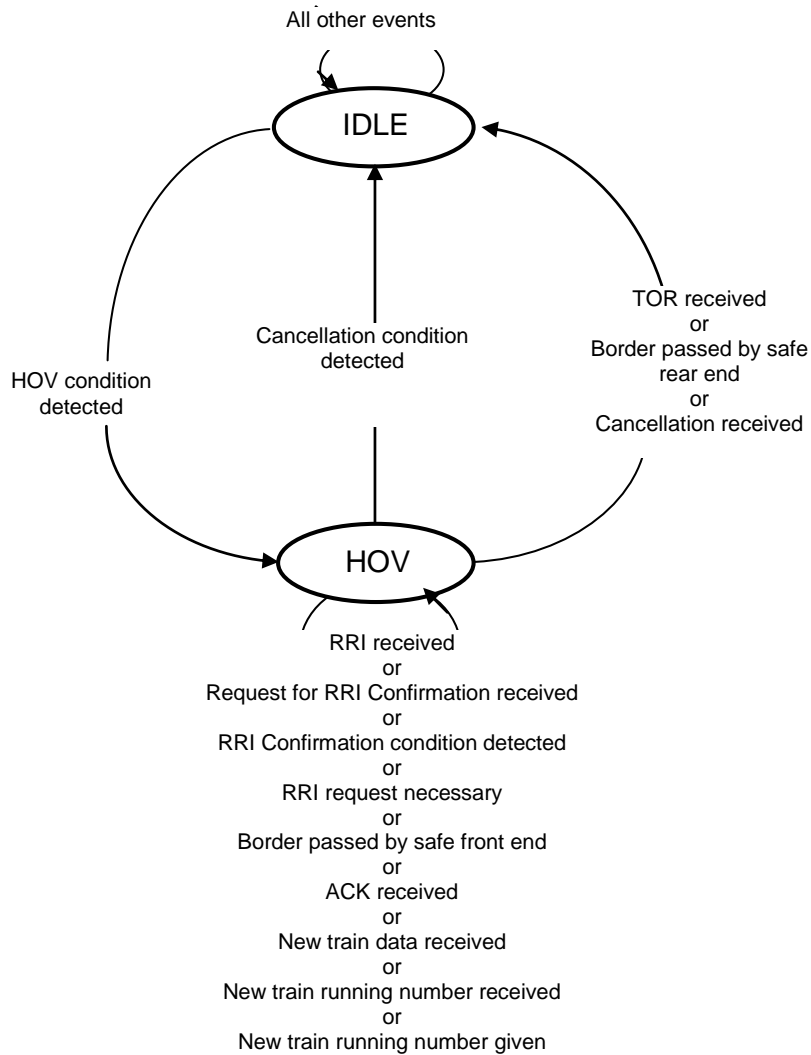 All other events
IDLE
TOR received
or
Border passed by safe
rear end
or
Cancellation received
Cancellation condition
detected
HOV condition
detected
HOV
RRI received
or
Request for RRI Confirmation received
or
RRI Confirmation condition detected
or
RRI request necessary
or
Border passed by safe front end
or
ACK received
or
New train data received
or
New train running number received
or
New train running number given